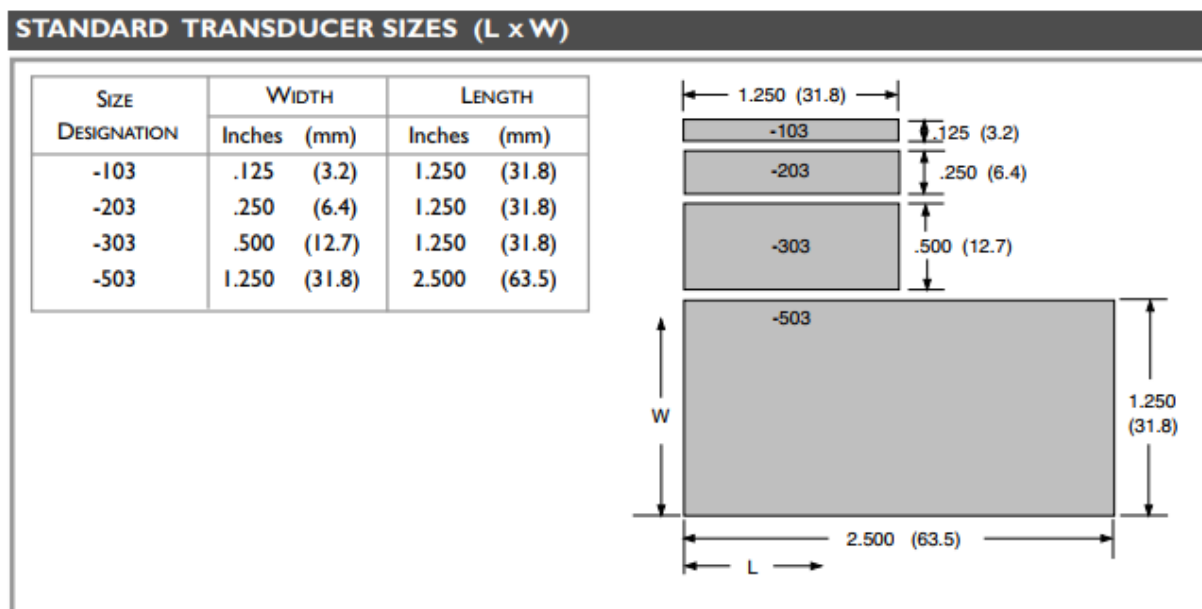 STANDARD TRANSDUCER SIZES (L x W)
SIZE DESIGNATION WIDTH LENGTH
Inches (mm) Inches (mm)
-103 .125 (3.2) 1.250 (31.8)
-203 .250 (6.4) 1.250 (31.8)
-303 .500 (12.7) 1.250 (31.8)
-503 1.250 (31.8) 2.500 (63.5)
1.250 (31.8)
-103 .125 (3.2)
-203 .250 (6.4)
-303 .500 (12.7)
-503
W
1.250
(31.8)
2.500 (63.5)
L